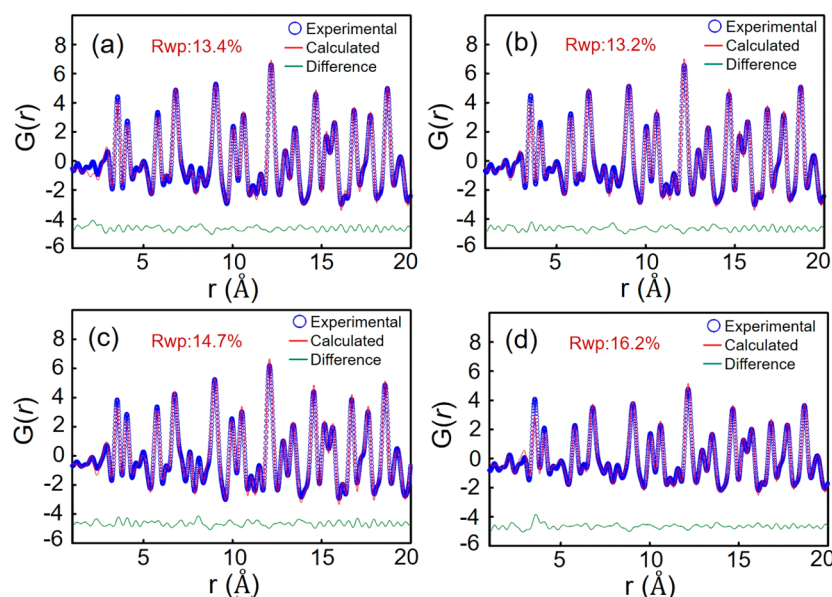 (a)
Rwp:13.4%
Experimental
Calculated
Difference
G(r)
8
6
4
2
0
-2
-4
-6
5
10
15
20
r (Å)
(b)
Rwp:13.2%
Experimental
Calculated
Difference
G(r)
8
6
4
2
0
-2
-4
-6
5
10
15
20
r (Å)
(c)
Rwp:14.7%
Experimental
Calculated
Difference
G(r)
8
6
4
2
0
-2
-4
-6
5
10
15
20
r (Å)
(d)
Rwp:16.2%
Experimental
Calculated
Difference
G(r)
8
6
4
2
0
-2
-4
-6
5
10
15
20
r (Å)